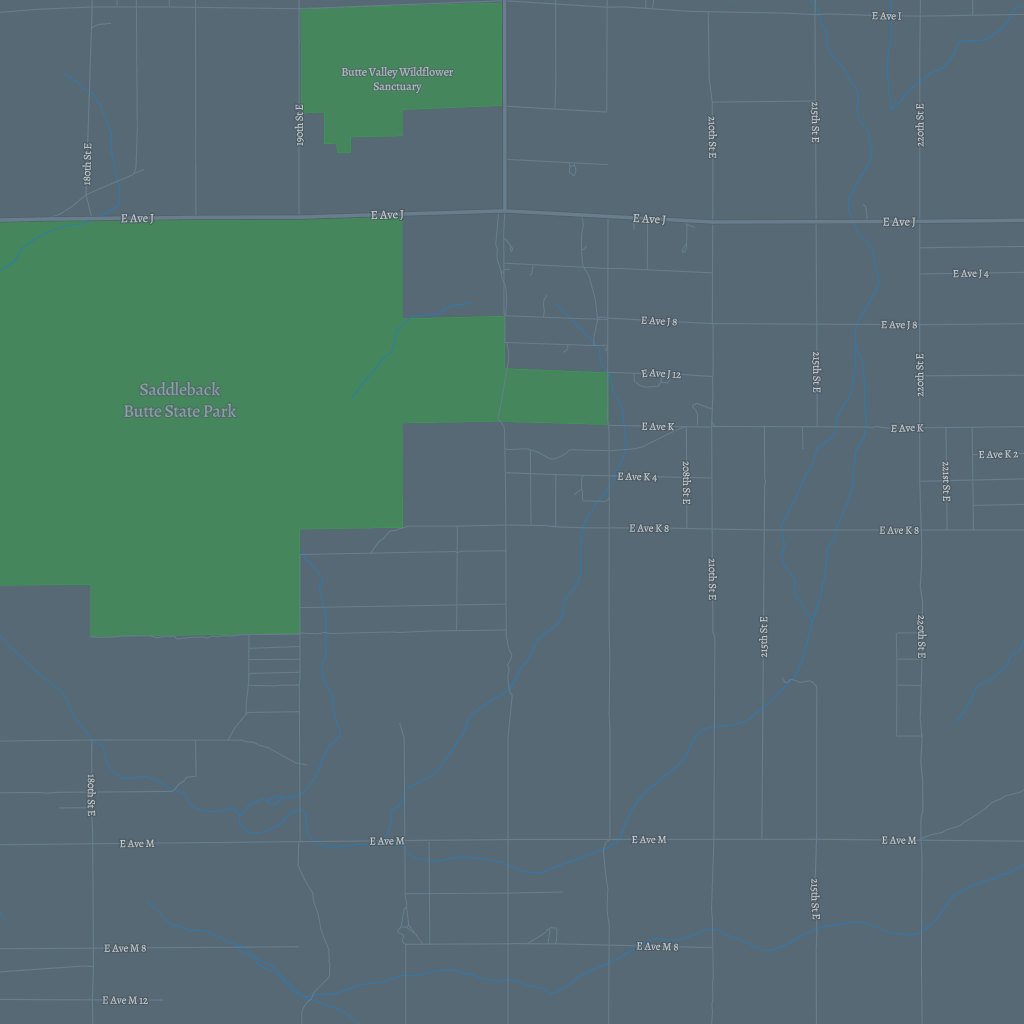 E Ave I
Butte Valley Wildflower
Sanctuary
190th St E
215th St E
220th St E
210th St E
180th St E
E Ave J
E Ave J
E Ave J
E Ave J
E Ave J 4
E Ave J 8
E Ave J 8
215th St E
220th St E
E Ave J 12
Saddleback
Butte State Park
E Ave K
E Ave K
E Ave K 2
E Ave K 4
208th St E
221st St E
E Ave K 8
E Ave K 8
210th St E
215th St E
220th St E
180th St E
E Ave M
E Ave M
E Ave M
E Ave M
215th St E
E Ave M 8
E Ave M 8
E Ave M 12